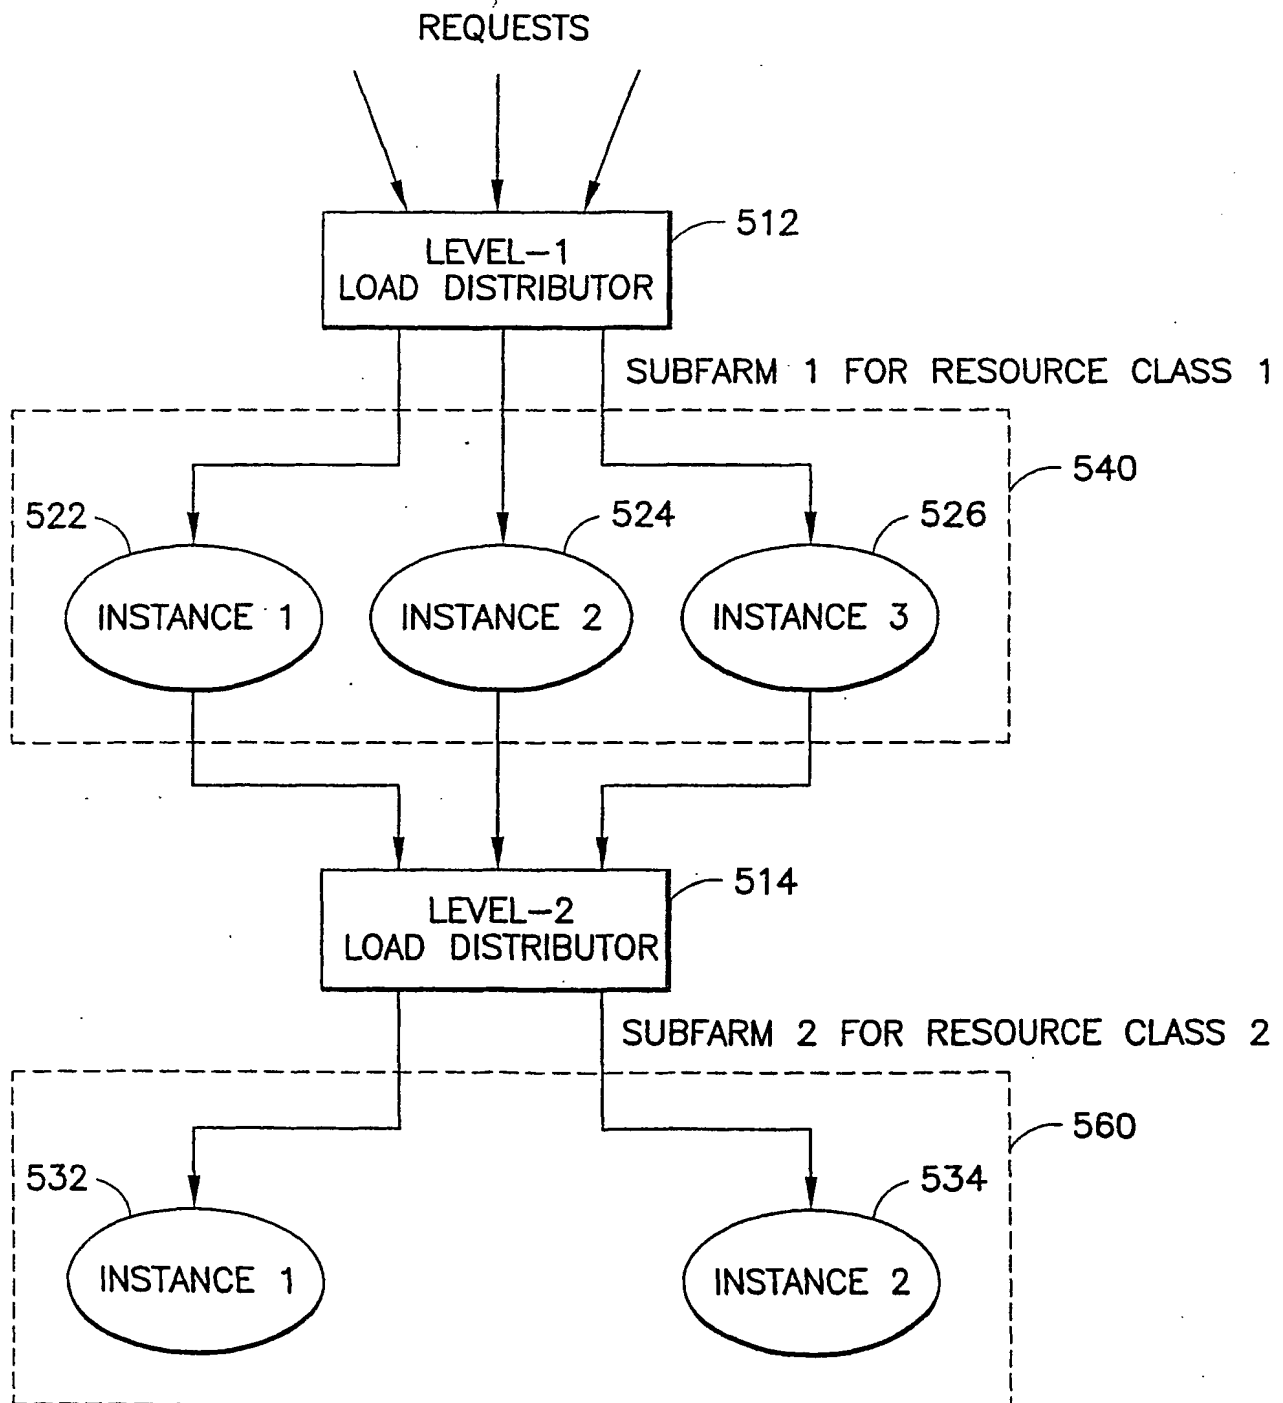 REQUESTS
512
LEVEL-1
LOAD DISTRIBUTOR
SUBFARM 1 FOR RESOURCE CLASS 1
540
522
524
526
INSTANCE 1
INSTANCE 2
INSTANCE 3
514
LEVEL-2
LOAD DISTRIBUTOR
SUBFARM 2 FOR RESOURCE CLASS 2
560
532
534
INSTANCE 1
INSTANCE 2